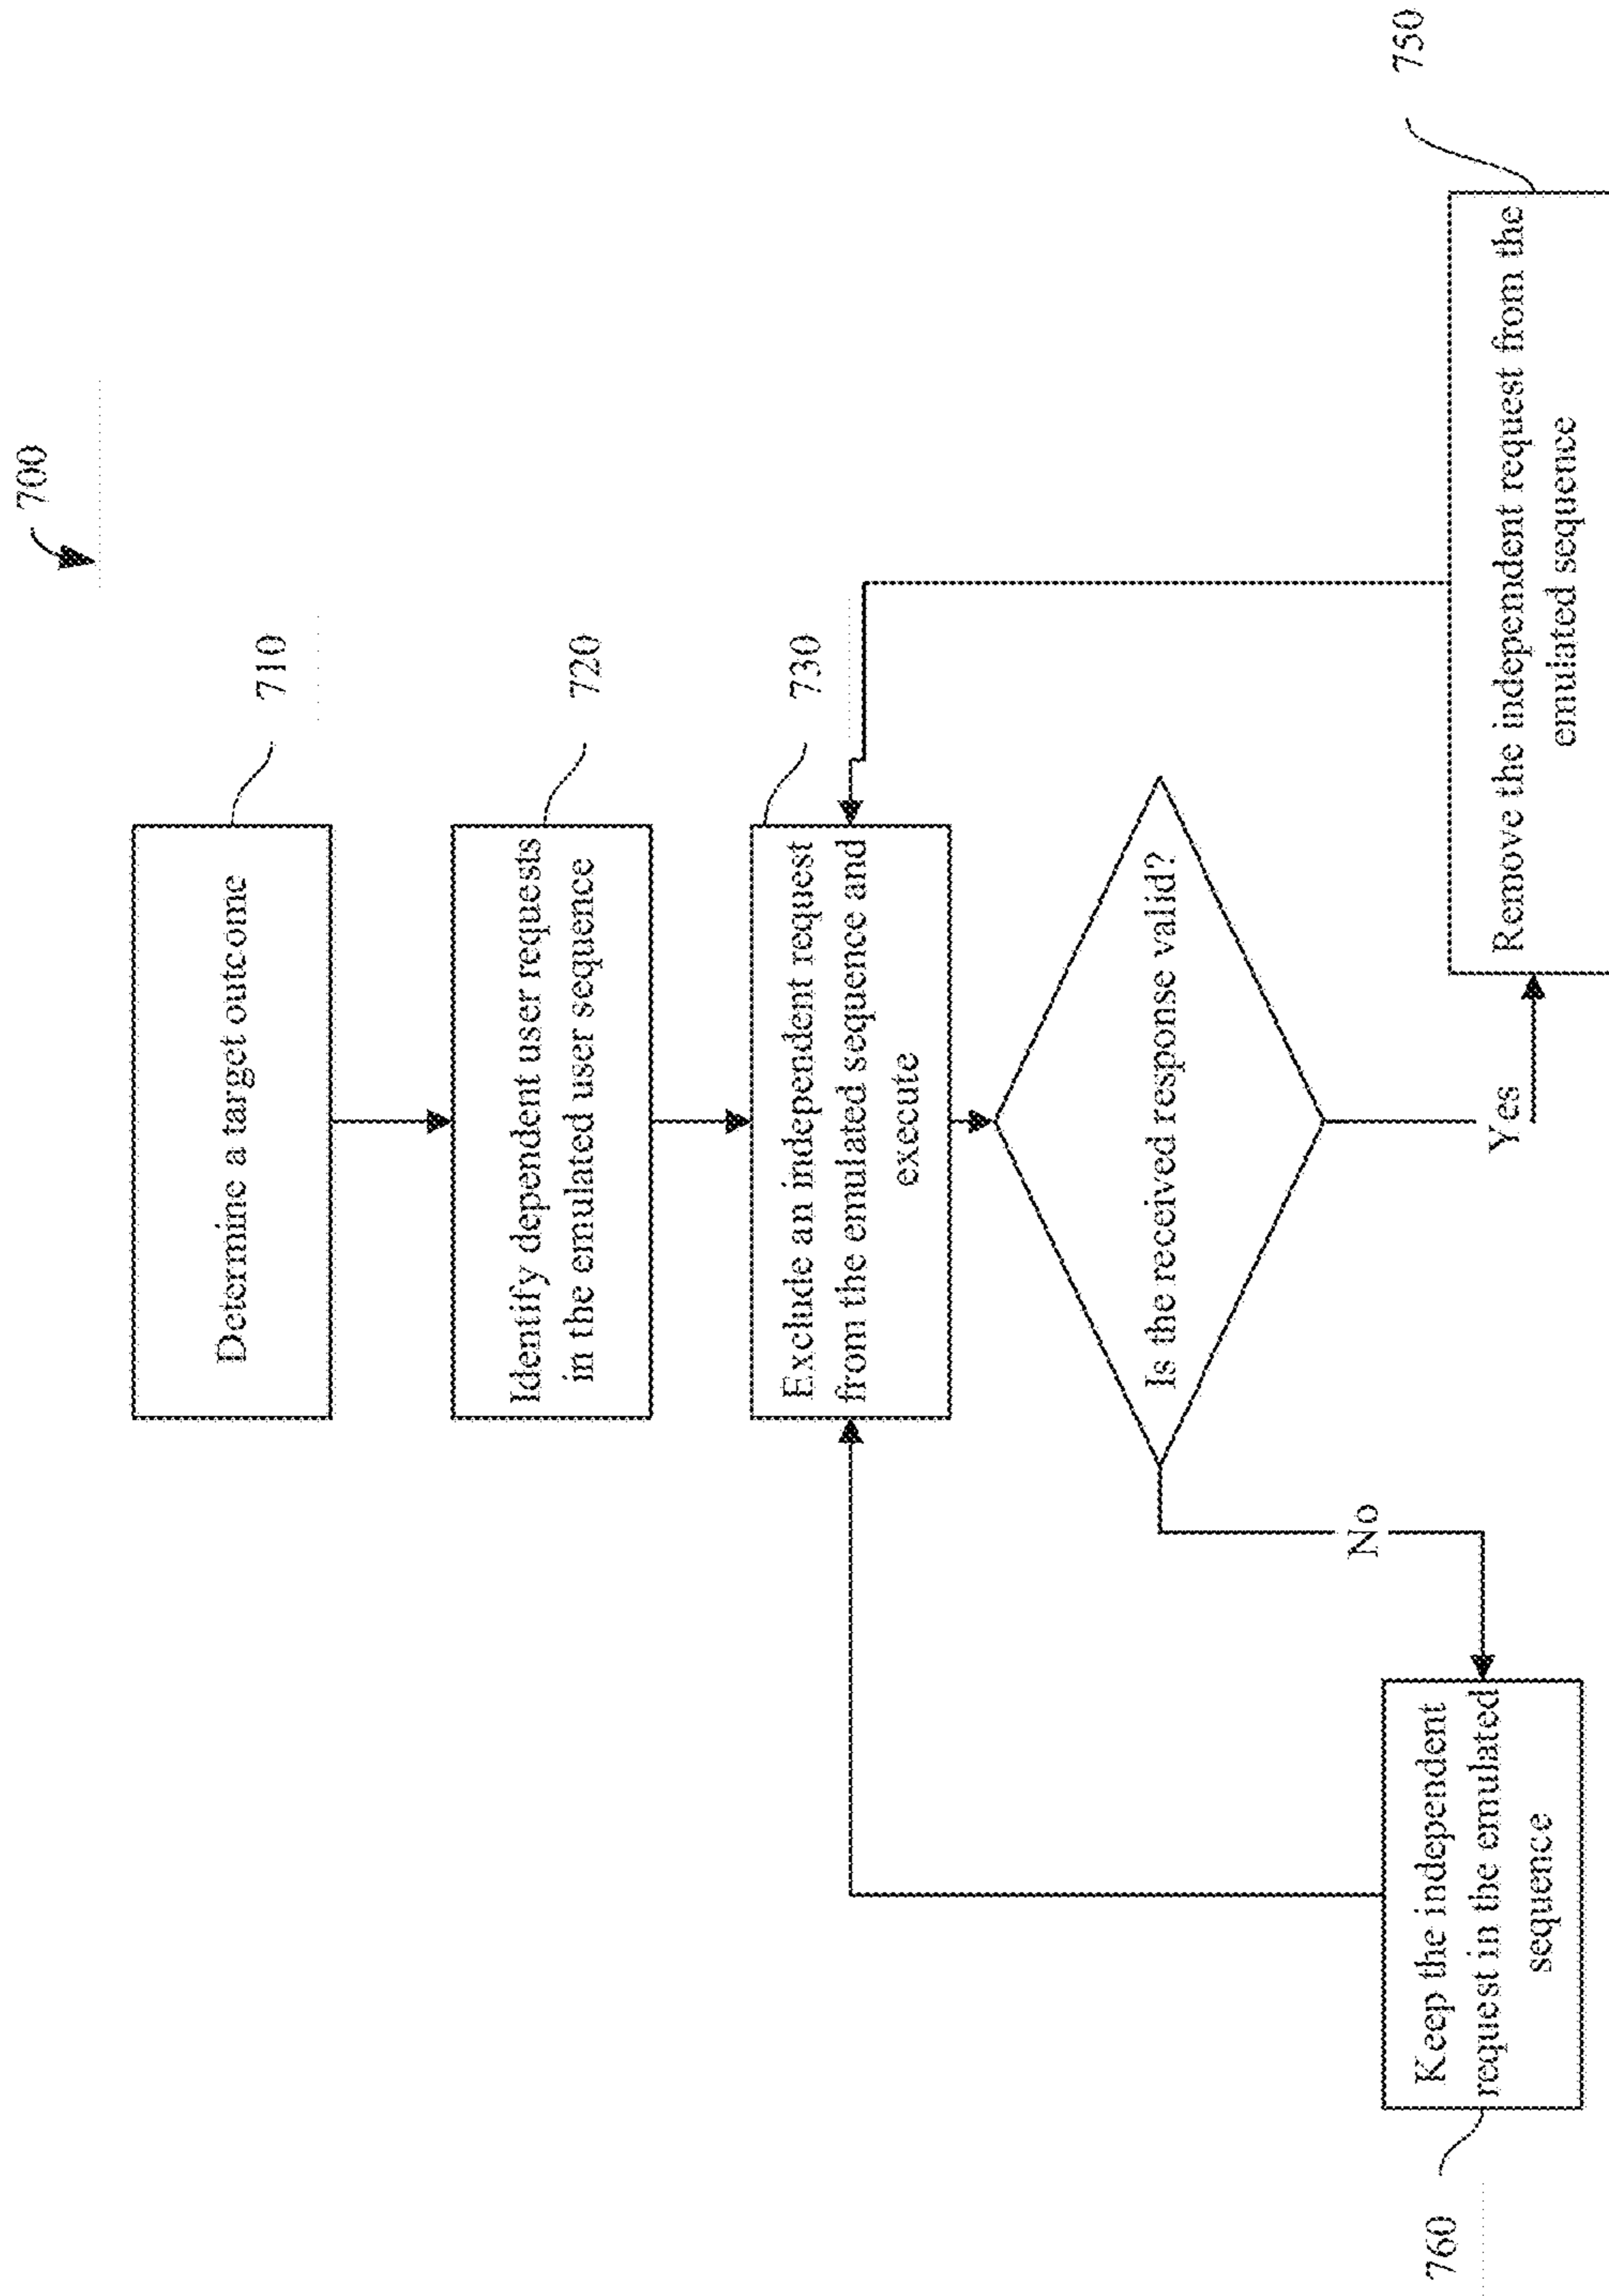 700
Determine a target outcome
710
Identify dependent user requests
in the emulated user sequence
720
Exclude an independent request
from the emulated sequence and
execute
730
Is the received response valid?
No
Yes
Keep the independent
request in the emulated
sequence
760
Remove the independent request from the
emulated sequence
750